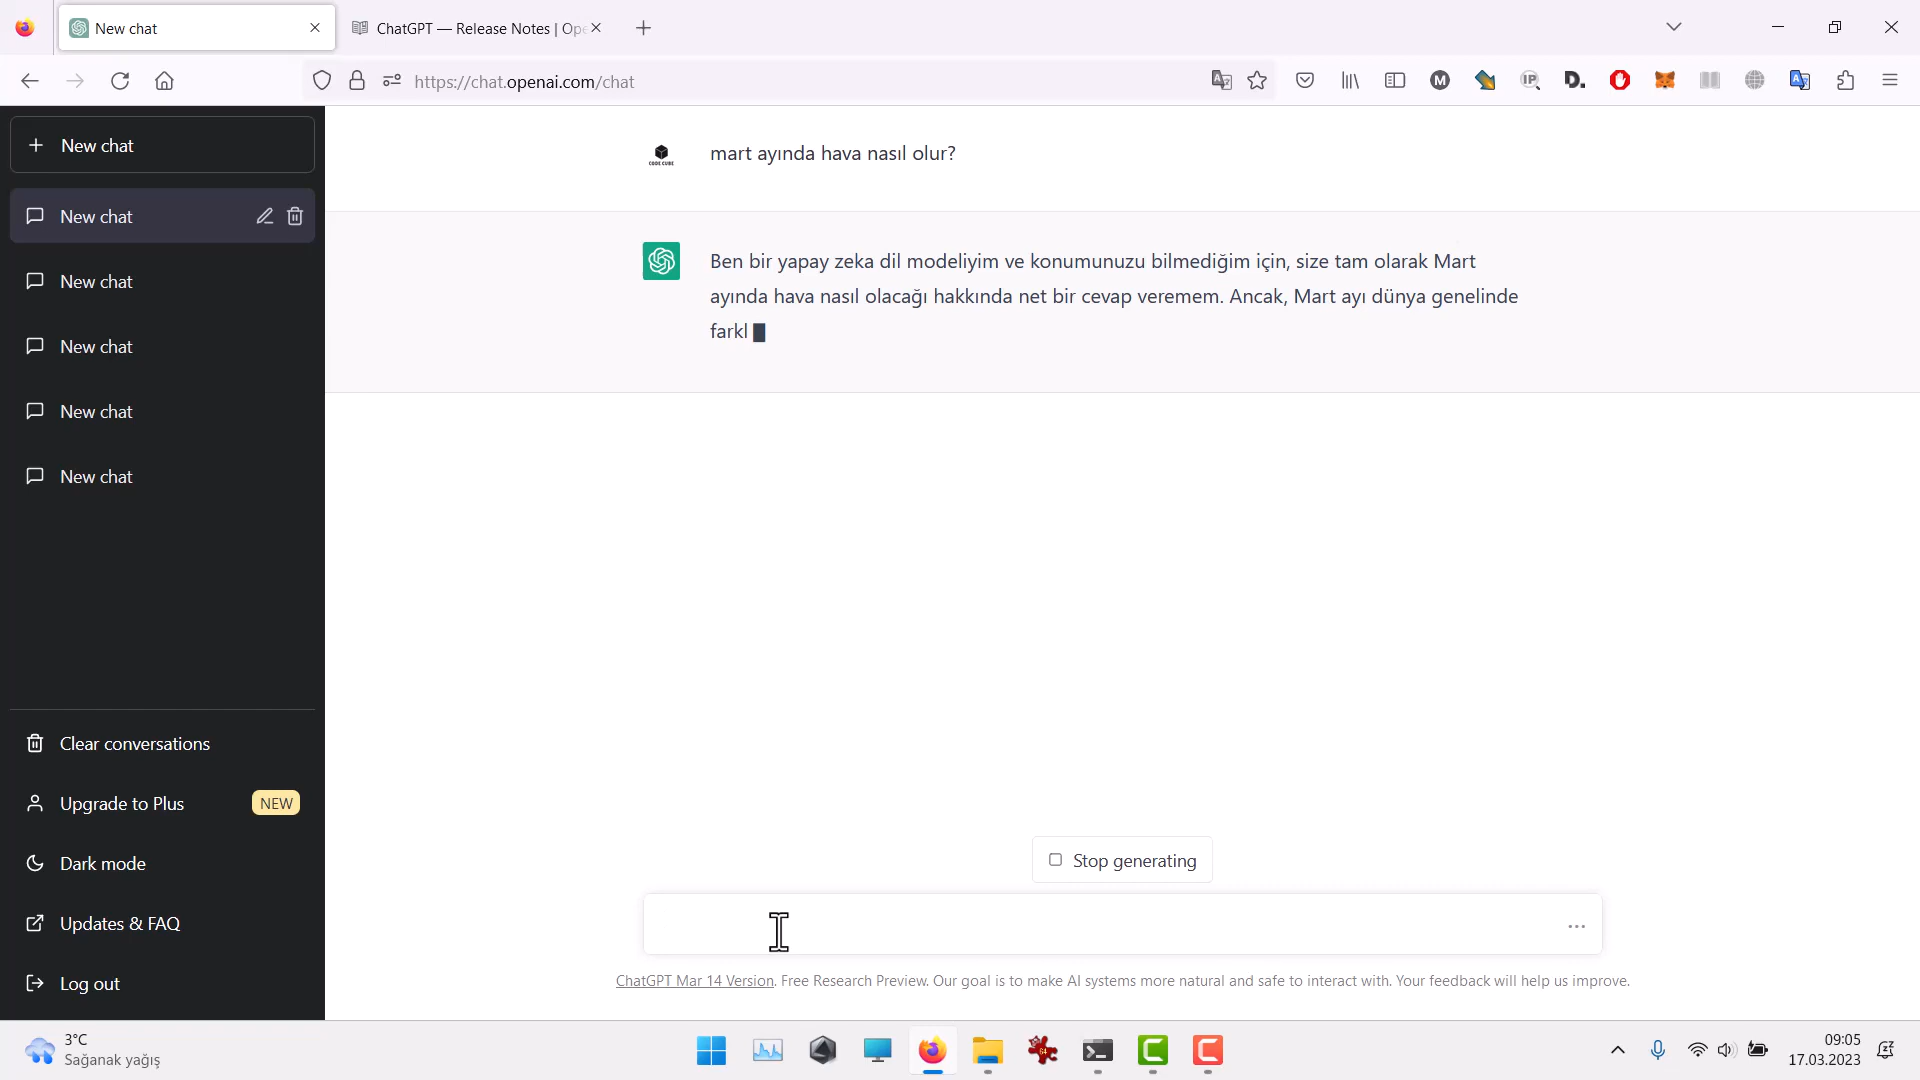 New chat
ChatGPT — Release Notes | Ope
https://chat.openai.com/chat
New chat
New chat
New chat
New chat
New chat
New chat
Clear conversations
Upgrade to Plus
NEW
Dark mode
Updates & FAQ
Log out
CODE CUBE
mart ayında hava nasıl olur?
Ben bir yapay zeka dil modeliyim ve konumunuzu bilmediğim için, size tam olarak Mart
ayında hava nasıl olacağı hakkında net bir cevap veremem. Ancak, Mart ayı dünya genelinde
farkl
Stop generating
ChatGPT Mar 14 Version. Free Research Preview. Our goal is to make AI systems more natural and safe to interact with. Your feedback will help us improve.
3°C
Sağanak yağış
09:05
17.03.2023